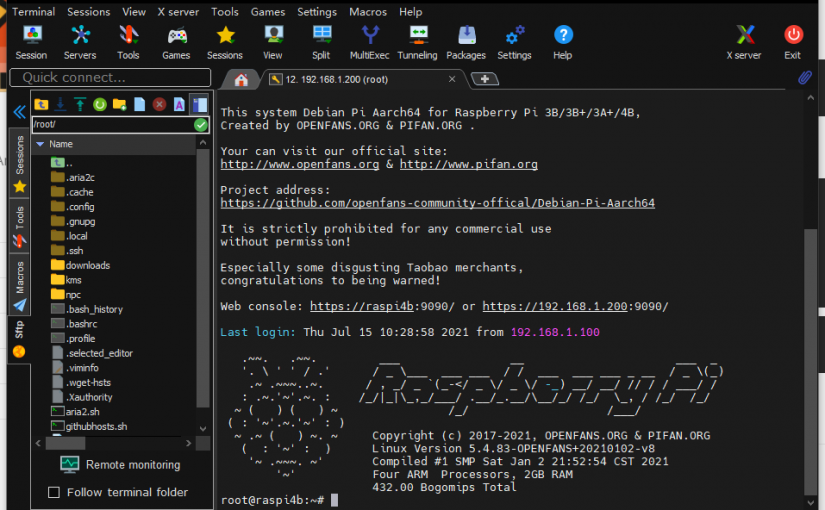 Terminal Sessions View X server Tools Games Settings Macros Help
Session Servers Tools Games Sessions View Split MultiExec Tunneling Packages Settings Help X server Exit
Quick connect...
12. 192.168.1.200 (root)
/root/
Name
..
.aria2c
.cache
.config
.gnupg
.local
.ssh
downloads
kms
npc
.bash_history
.bashrc
.profile
.selected_editor
.viminfo
.wget-hsts
.Xauthority
aria2.sh
githubhosts.sh
Remote monitoring
Follow terminal folder
Sessions
Tools
Macros
Sftp
This system Debian Pi Aarch64 for Raspberry Pi 3B/3B+/3A+/4B,
Created by OPENFANS.ORG & PIFAN.ORG .
Your can visit our official site:
http://www.openfans.org & http://www.pifan.org
Project address:
https://github.com/openfans-community-offical/Debian-Pi-Aarch64
It is strictly prohibited for any commercial use
without permission!
Especially some disgusting Taobao merchants,
congratulations to being warned!
Web console: https://raspi4b:9090/ or https://192.168.1.200:9090/
Last login: Thu Jul 15 10:28:58 2021 from 192.168.1.100
RaspberryPi
Copyright (c) 2017-2021, OPENFANS.ORG & PIFAN.ORG
Linux Version 5.4.83-OPENFANS+20210102-v8
Compiled #1 SMP Sat Jan 2 21:52:54 CST 2021
Four ARM Processors, 2GB RAM
432.00 Bogomips Total
root@raspi4b:~#